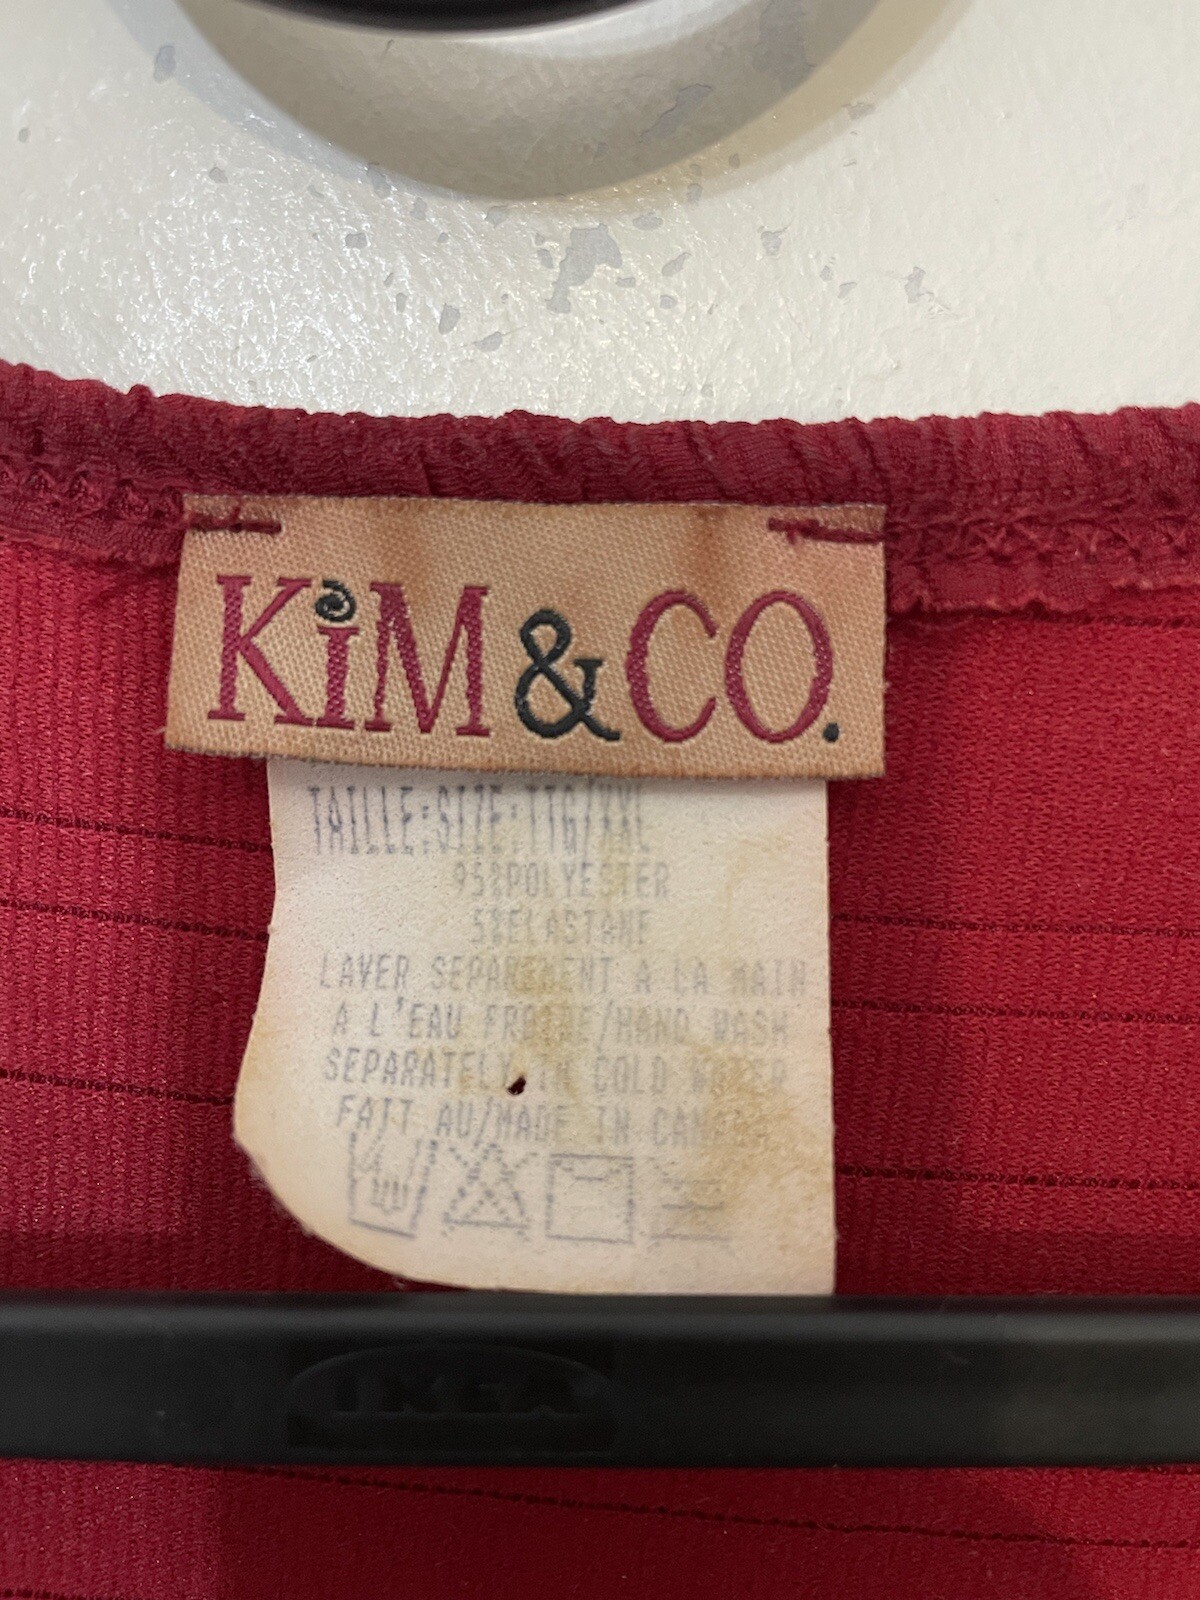 KiM & CO.
TAILLE:SIZE:TTG/XXL
95%POLYESTER
5%ELASTANE
LAVER SEPAREMENT A LA MAIN
A L'EAU FROIDE/HAND WASH
SEPARATELY IN COLD WATER
FAIT AU/MADE IN CANADA
IKEA